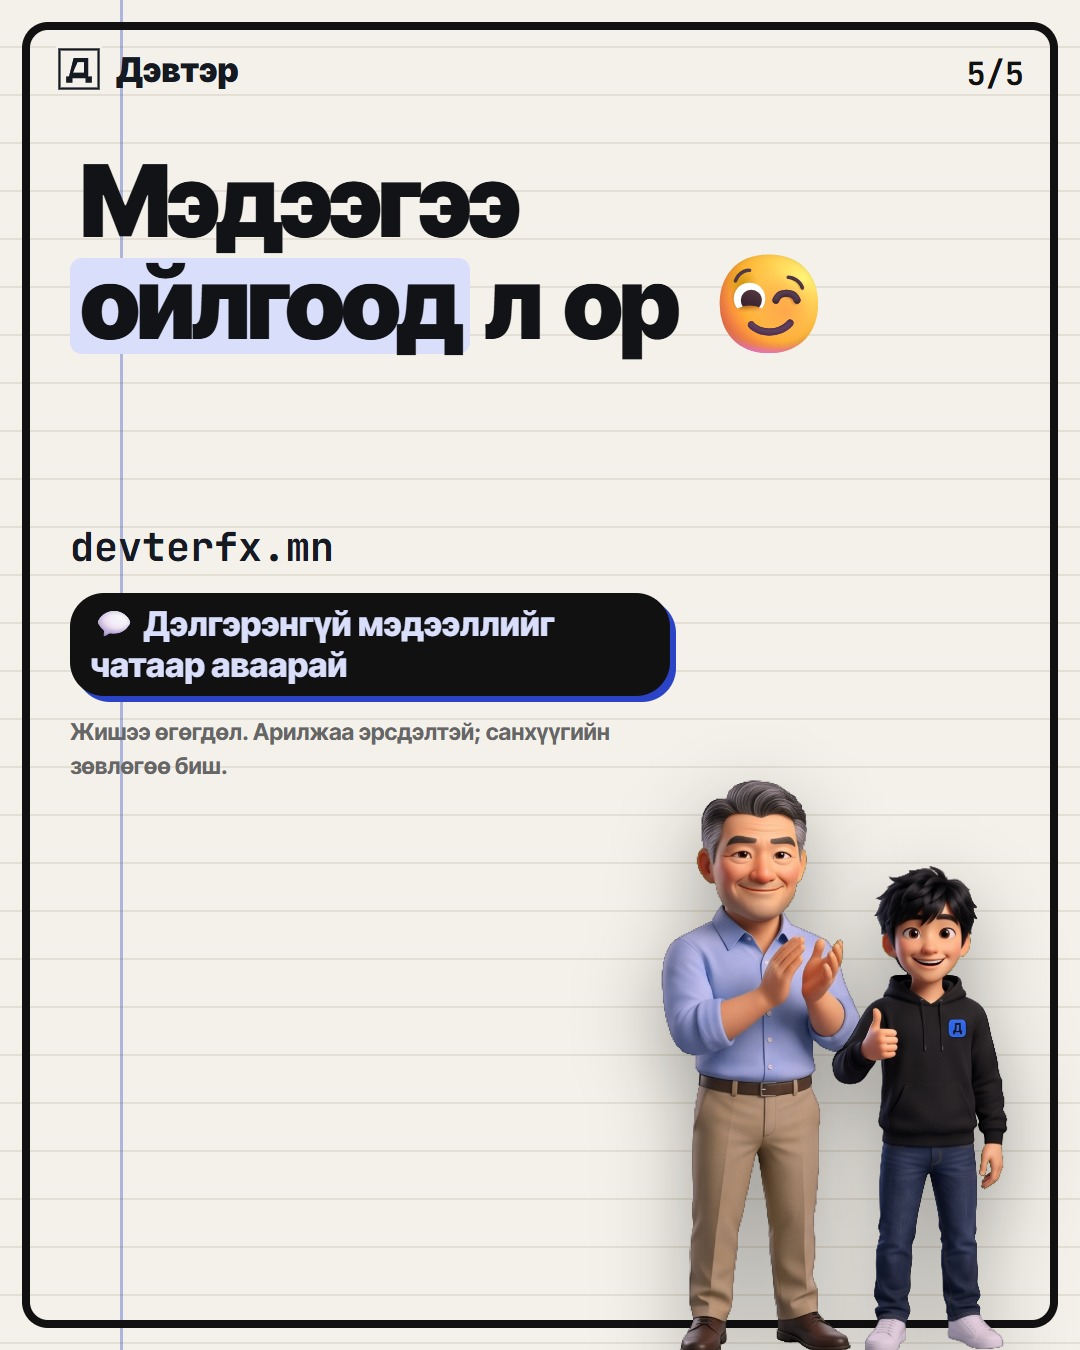 Д Дэвтэр
5/5
Мэдээгээ
ойлгоод л ор 😉
devterfx.mn
💬 Дэлгэрэнгүй мэдээллийг
чатаар аваарай
Жишээ өгөгдөл. Арилжаа эрсдэлтэй; санхүүгийн
зөвлөгөө биш.
Д